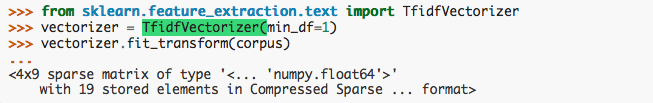 >>> from sklearn.feature_extraction.text import TfidfVectorizer
>>> vectorizer = TfidfVectorizer(min_df=1)
>>> vectorizer.fit_transform(corpus)
...
<4x9 sparse matrix of type '<... 'numpy.float64'>'
    with 19 stored elements in Compressed Sparse ... format>